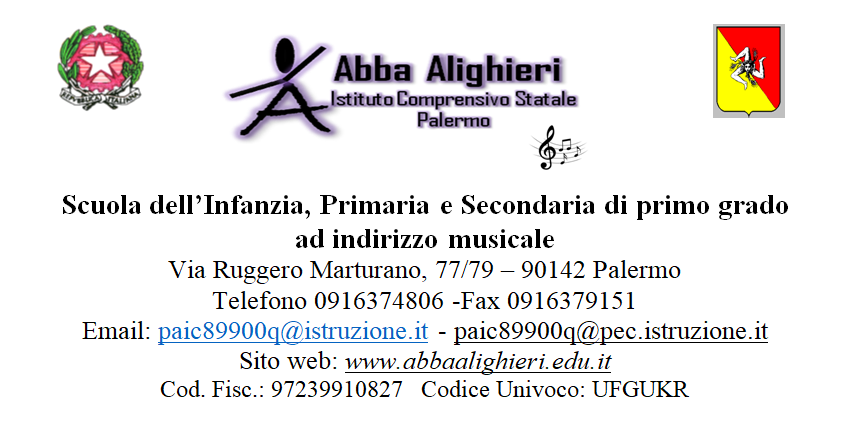 Abba Alighieri
Istituto Comprensivo Statale
Palermo
REPVBBLICA ITALIANA
Scuola dell’Infanzia, Primaria e Secondaria di primo grado
ad indirizzo musicale
Via Ruggero Marturano, 77/79 – 90142 Palermo
Telefono 0916374806 -Fax 0916379151
Email: paic89900q@istruzione.it - paic89900q@pec.istruzione.it
Sito web: www.abbaalighieri.edu.it
Cod. Fisc.: 97239910827 Codice Univoco: UFGUKR